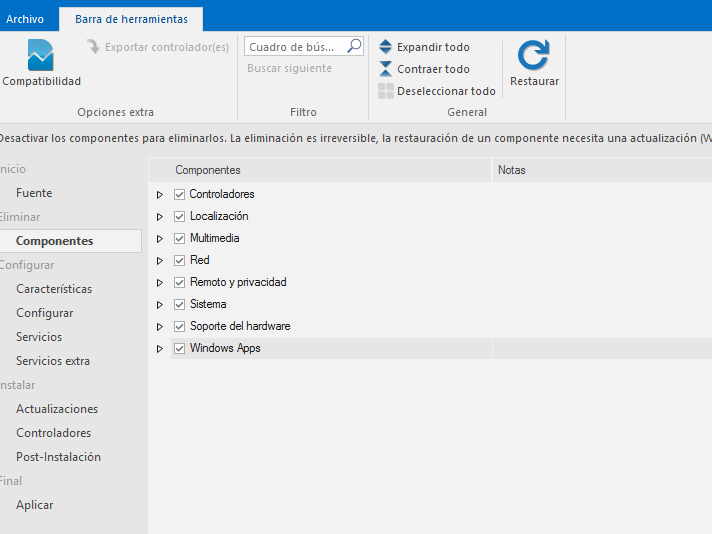 Archivo
Barra de herramientas
Compatibilidad
Exportar controlador(es)
Opciones extra
Cuadro de bús...
Buscar siguiente
Filtro
Expandir todo
Contraer todo
Deseleccionar todo
General
Restaurar
Desactivar los componentes para eliminarlos. La eliminación es irreversible, la restauración de un componente necesita una actualización (W
nicio
Fuente
Eliminar
Componentes
Configurar
Características
Configurar
Servicios
Servicios extra
nstalar
Actualizaciones
Controladores
Post-Instalación
Final
Aplicar
Componentes
Notas
Controladores
Localización
Multimedia
Red
Remoto y privacidad
Sistema
Soporte del hardware
Windows Apps